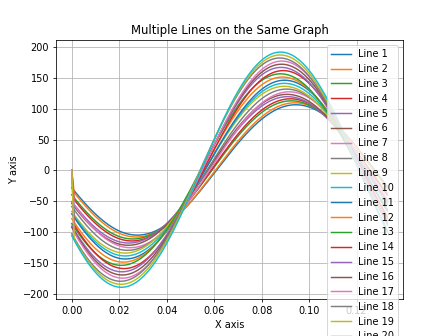 Multiple Lines on the Same Graph
200
150
100
50
0
−50
−100
−150
−200
Y axis
0.00
0.02
0.04
0.06
0.08
0.10
X axis
Line 1
Line 2
Line 3
Line 4
Line 5
Line 6
Line 7
Line 8
Line 9
Line 10
Line 11
Line 12
Line 13
Line 14
Line 15
Line 16
Line 17
Line 18
Line 19
Line 20